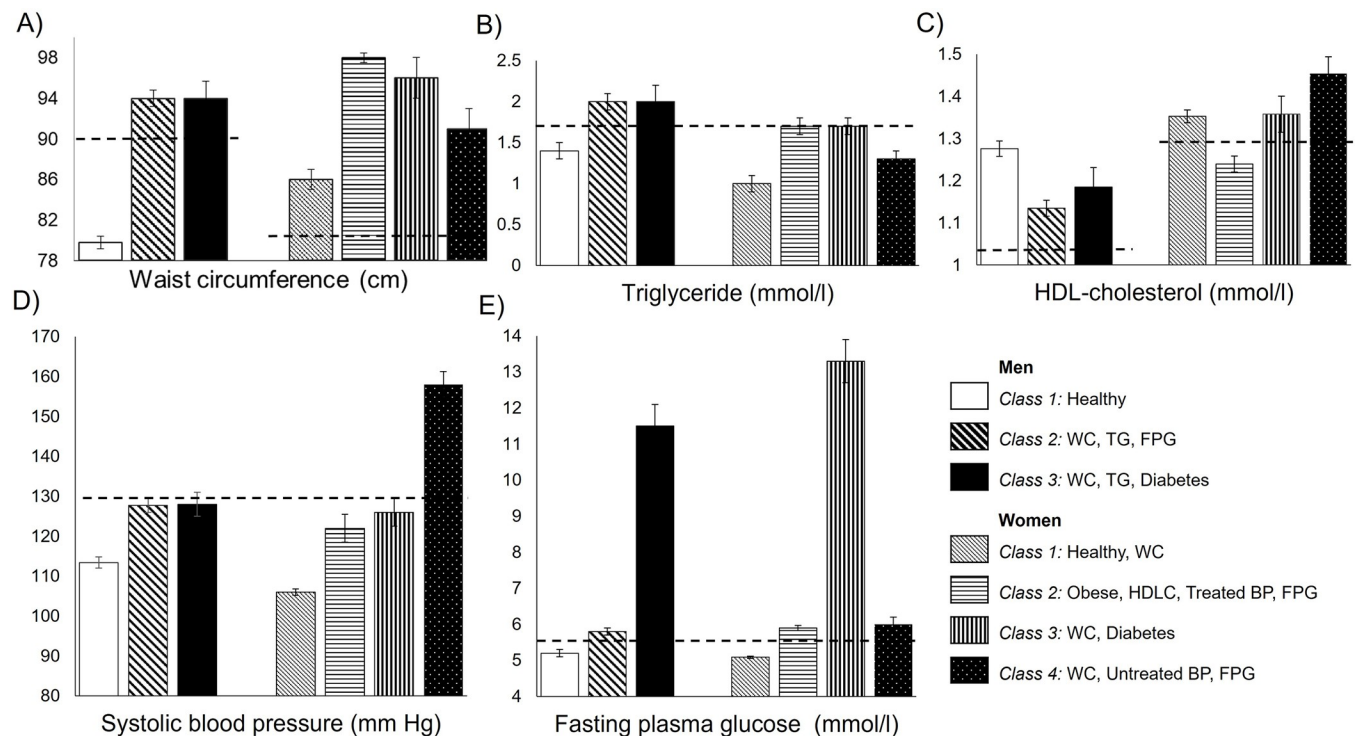 A)
98
94
90
86
82
78
Waist circumference (cm)
B)
2.5
2
1.5
1
0.5
0
Triglyceride (mmol/l)
C)
1.5
1.4
1.3
1.2
1.1
1
HDL-cholesterol (mmol/l)
D)
170
160
150
140
130
120
110
100
90
80
Systolic blood pressure (mm Hg)
E)
14
13
12
11
10
9
8
7
6
5
4
Fasting plasma glucose (mmol/l)
Men
Class 1: Healthy
Class 2: WC, TG, FPG
Class 3: WC, TG, Diabetes
Women
Class 1: Healthy, WC
Class 2: Obese, HDLC, Treated BP, FPG
Class 3: WC, Diabetes
Class 4: WC, Untreated BP, FPG